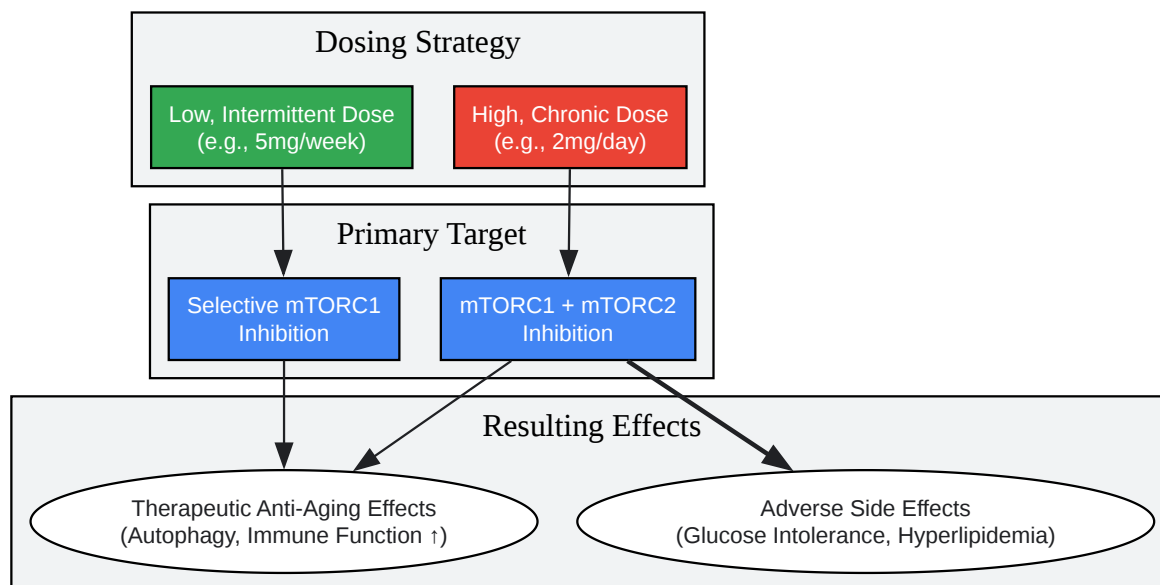 Dosing Strategy
Low, Intermittent Dose
(e.g., 5mg/week)
High, Chronic Dose
(e.g., 2mg/day)
Primary Target
Selective mTORC1
Inhibition
mTORC1 + mTORC2
Inhibition
Resulting Effects
Therapeutic Anti-Aging Effects
(Autophagy, Immune Function ↑)
Adverse Side Effects
(Glucose Intolerance, Hyperlipidemia)